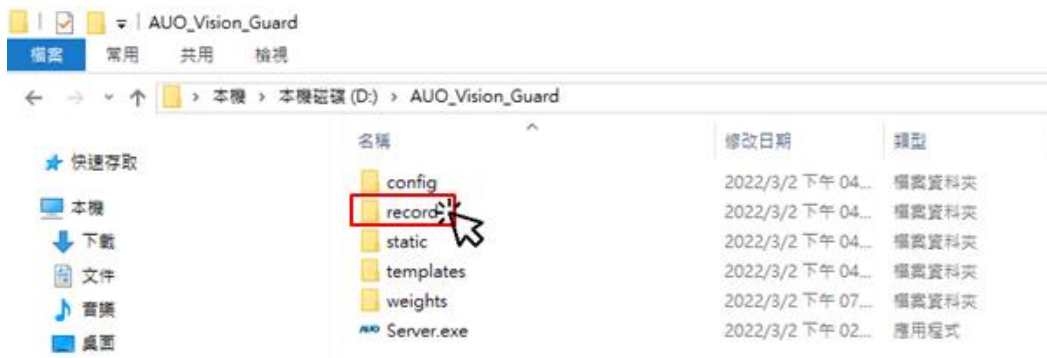 AUO_Vision_Guard
檔案 常用 共用 檢視
本機 > 本機磁碟 (D:) > AUO_Vision_Guard
名稱 修改日期 類型
快速存取
本機
下載
文件
音樂
桌面
config 2022/3/2 下午 04... 檔案資料夾
record 2022/3/2 下午 04... 檔案資料夾
static 2022/3/2 下午 04... 檔案資料夾
templates 2022/3/2 下午 04... 檔案資料夾
weights 2022/3/2 下午 07... 檔案資料夾
AUO Server.exe 2022/3/2 下午 02... 應用程式